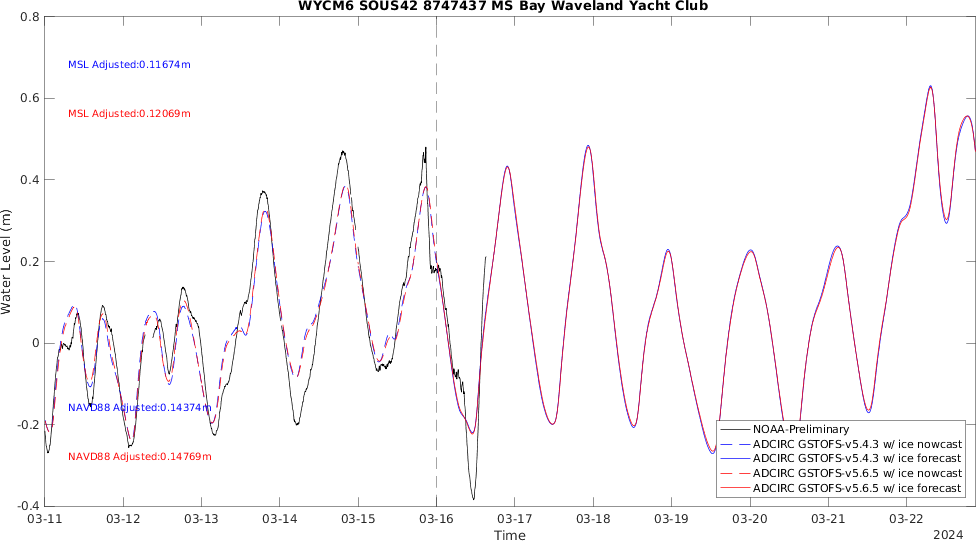 WYCM6 SOUS42 8747437 MS Bay Waveland Yacht Club
0.8
MSL Adjusted:0.11674m
0.6
MSL Adjusted:0.12069m
0.4
0.2
Water Level (m)
0
NAVD88 Adjusted:0.14374m
-0.2
NAVD88 Adjusted:0.14769m
NOAA-Preliminary
ADCIRC GSTOFS-v5.4.3 w/ ice nowcast
ADCIRC GSTOFS-v5.4.3 w/ ice forecast
ADCIRC GSTOFS-v5.6.5 w/ ice nowcast
ADCIRC GSTOFS-v5.6.5 w/ ice forecast
-0.4
03-11 03-12 03-13 03-14 03-15 03-16 03-17 03-18 03-19 03-20 03-21 03-22
Time
2024